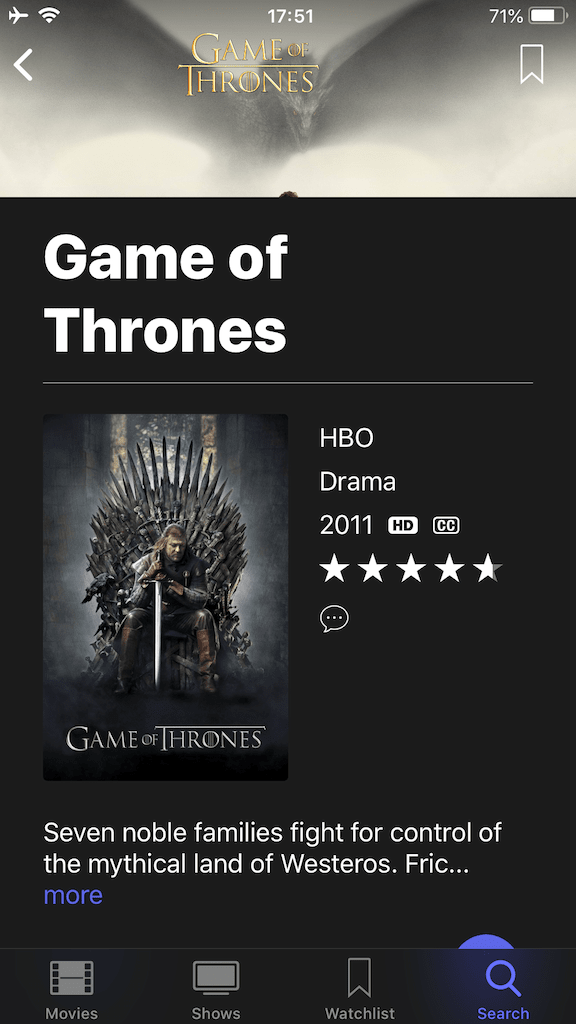 17:51
71%
GAME OF
THRONES
Game of
Thrones
HBO
Drama
2011 HD CC
GAME OF THRONES
Seven noble families fight for control of
the mythical land of Westeros. Fric...
more
Movies
Shows
Watchlist
Search